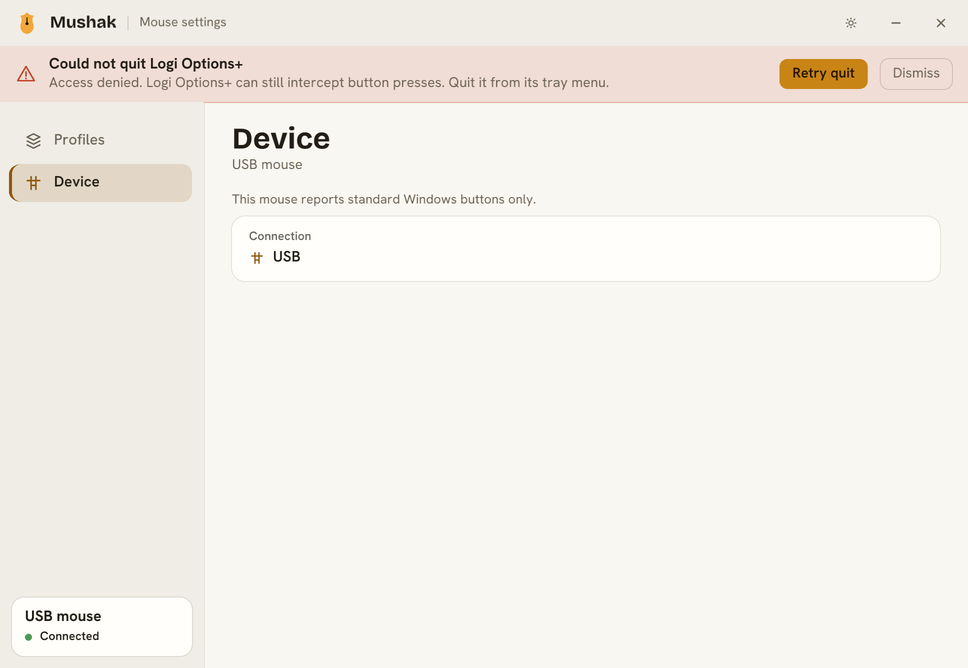 Mushak
Mouse settings
Could not quit Logi Options+
Access denied. Logi Options+ can still intercept button presses. Quit it from its tray menu.
Retry quit
Dismiss
Profiles
Device
Device
USB mouse
This mouse reports standard Windows buttons only.
Connection
USB
USB mouse
Connected